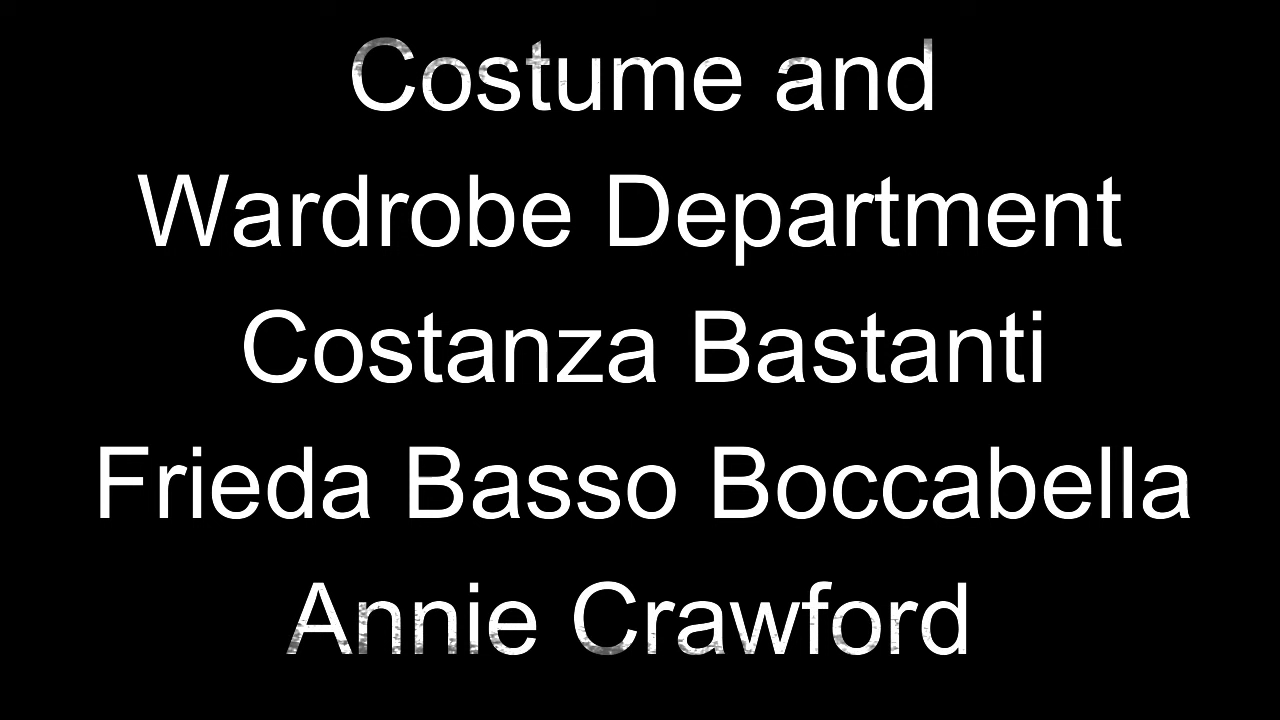 Costume and
Wardrobe Department
Costanza Bastanti
Frieda Basso Boccabella
Annie Crawford